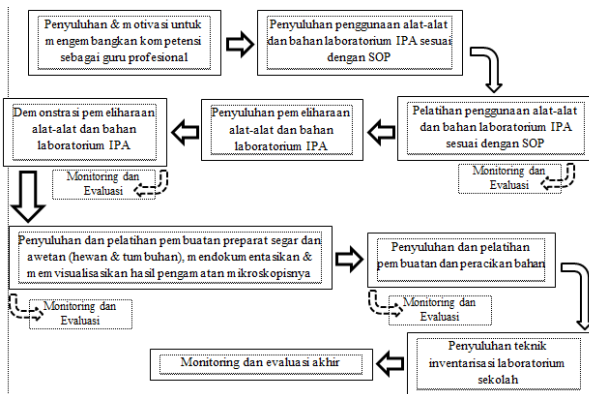 Penyuluhan & motivasi untuk
mengembangkan kompetensi
sebagai guru profesional
Penyuluhan penggunaan alat-alat
dan bahan laboratorium IPA sesuai
dengan SOP
Demonstrasi pemeliharaan
alat-alat dan bahan
laboratorium IPA
Penyuluhan pemeliharaan
alat-alat dan bahan
laboratorium IPA
Pelatihan penggunaan alat-alat
dan bahan laboratorium IPA
sesuai dengan SOP
Monitoring dan
Evaluasi
Monitoring dan
Evaluasi
Penyuluhan dan pelatihan pembuatan preparat segar dan
awetan (hewan & tumbuhan), mendokumentasikan &
memvisualisasikan hasil pengamatan mikroskopisnya
Penyuluhan dan pelatihan
pembuatan dan peracikan bahan
Monitoring dan
Evaluasi
Monitoring dan
Evaluasi
Monitoring dan evaluasi akhir
Penyuluhan teknik
inventarisasi laboratorium
sekolah